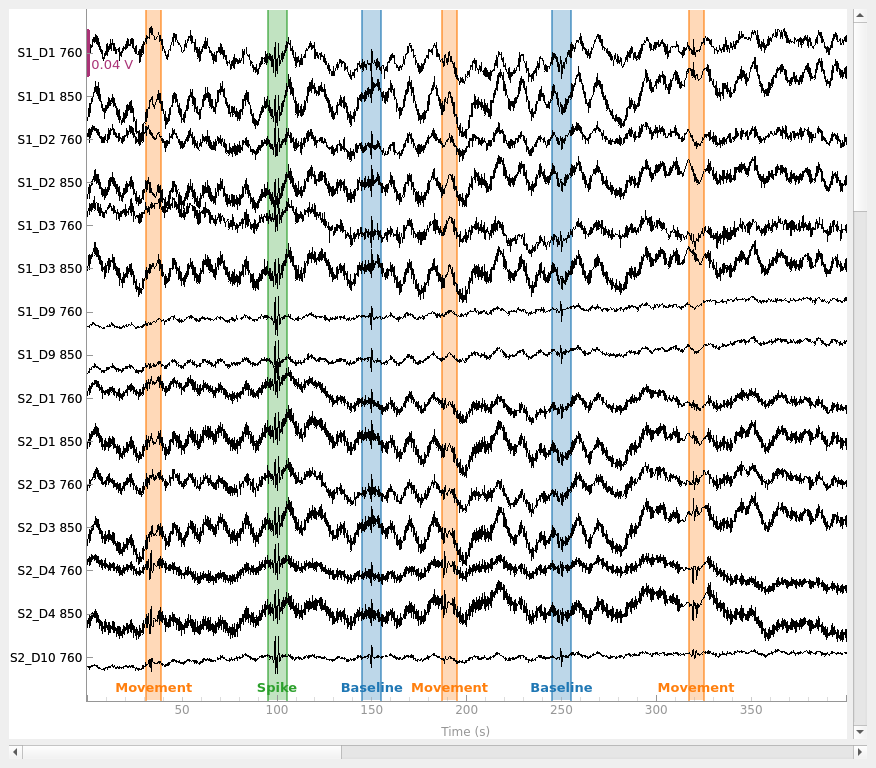 S1_D1 760
0.04 V
S1_D1 850
S1_D2 760
S1_D2 850
S1_D3 760
S1_D3 850
S1_D9 760
S1_D9 850
S2_D1 760
S2_D1 850
S2_D3 760
S2_D3 850
S2_D4 760
S2_D4 850
S2_D10 760
Movement Spike Baseline Movement Baseline Movement
50 100 150 200 250 300 350
Time (s)